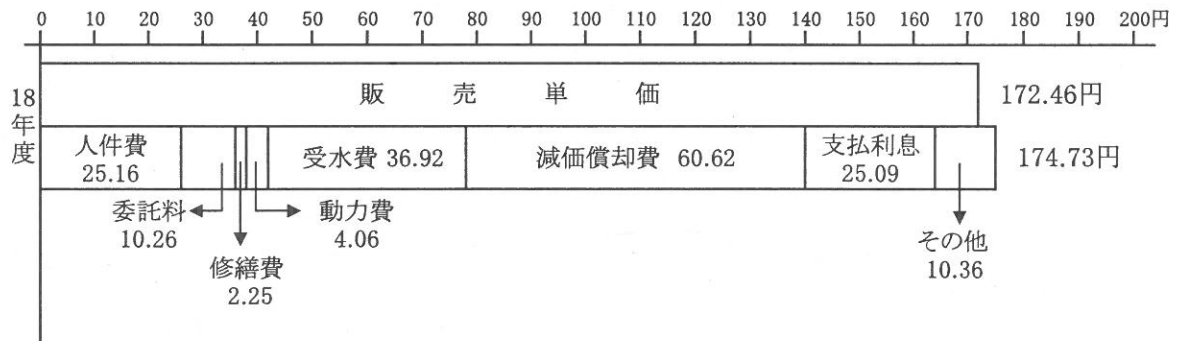 0 10 20 30 40 50 60 70 80 90 100 110 120 130 140 150 160 170 180 190 200円
18年度
販売単価 172.46円
人件費 25.16
受水費 36.92
減価償却費 60.62
支払利息 25.09
174.73円
委託料 10.26
修繕費 2.25
動力費 4.06
その他 10.36